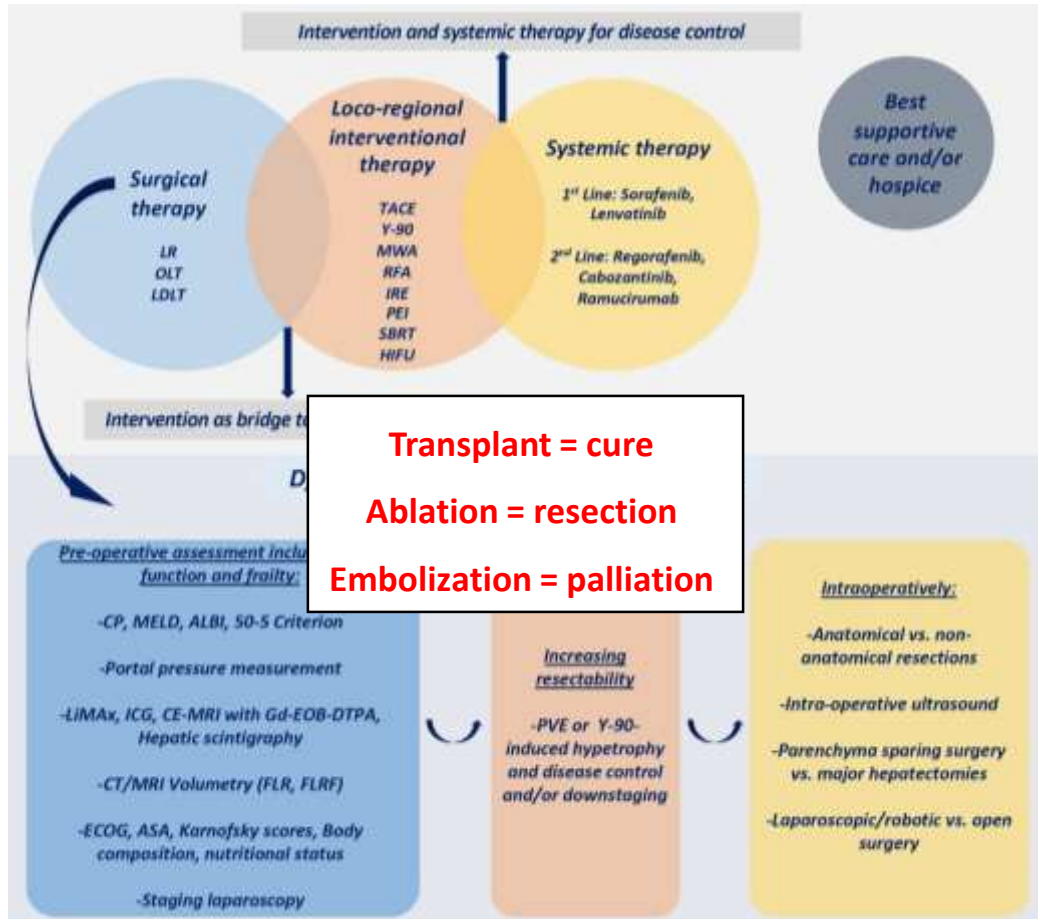 Intervention and systemic therapy for disease control
Surgical
therapy
LR
OLT
LDLT
Loco-regional
interventional
therapy
TACE
Y-90
MWA
RFA
IRE
PEI
SBRT
HIFU
Systemic therapy
1st Line: Sorafenib,
Lenvatinib
2nd Line: Regorafenib,
Cabozantinib,
Ramucirumab
Best
supportive
care and/or
hospice
Intervention as bridge to
Transplant = cure
Ablation = resection
Embolization = palliation
Pre-operative assessment
function and frailty:
-CP, MELD, ALBI, 50-5 Criterion
-Portal pressure measurement
-LiMAx, ICG, CE-MRI with Gd-EOB-DTPA,
Hepatic scintigraphy
-CT/MRI Volumetry (FLR, FLRF)
-ECOG, ASA, Karnofsky scores, Body
composition, nutritional status
-Staging laparoscopy
Increasing
resectability
-PVE or Y-90-
induced hypetrophy
and disease control
and/or downstaging
Intraoperatively:
-Anatomical vs. non-
anatomical resections
-Intra-operative ultrasound
-Parenchyma sparing surgery
vs. major hepatectomies
-Laparoscopic/robotic vs. open
surgery